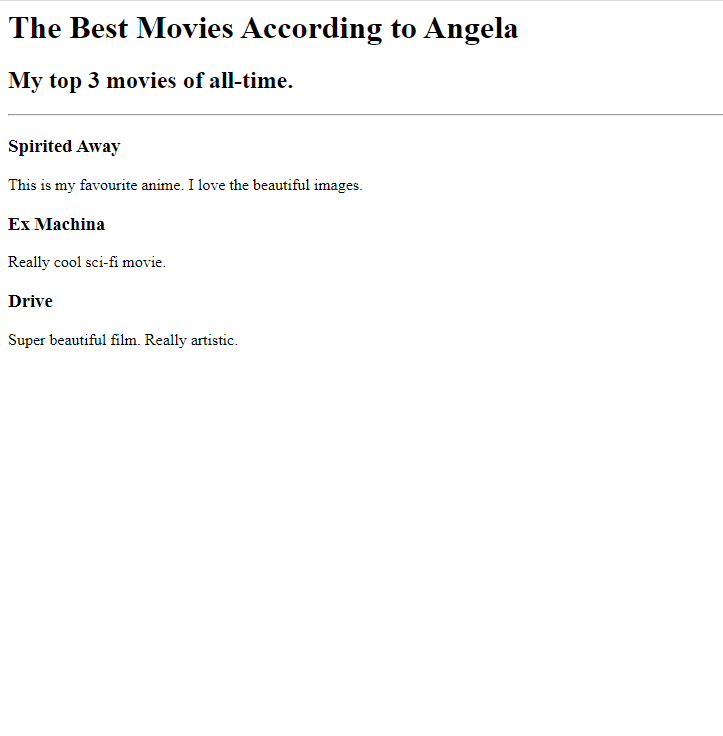 The Best Movies According to Angela
My top 3 movies of all-time.
Spirited Away
This is my favourite anime. I love the beautiful images.
Ex Machina
Really cool sci-fi movie.
Drive
Super beautiful film. Really artistic.